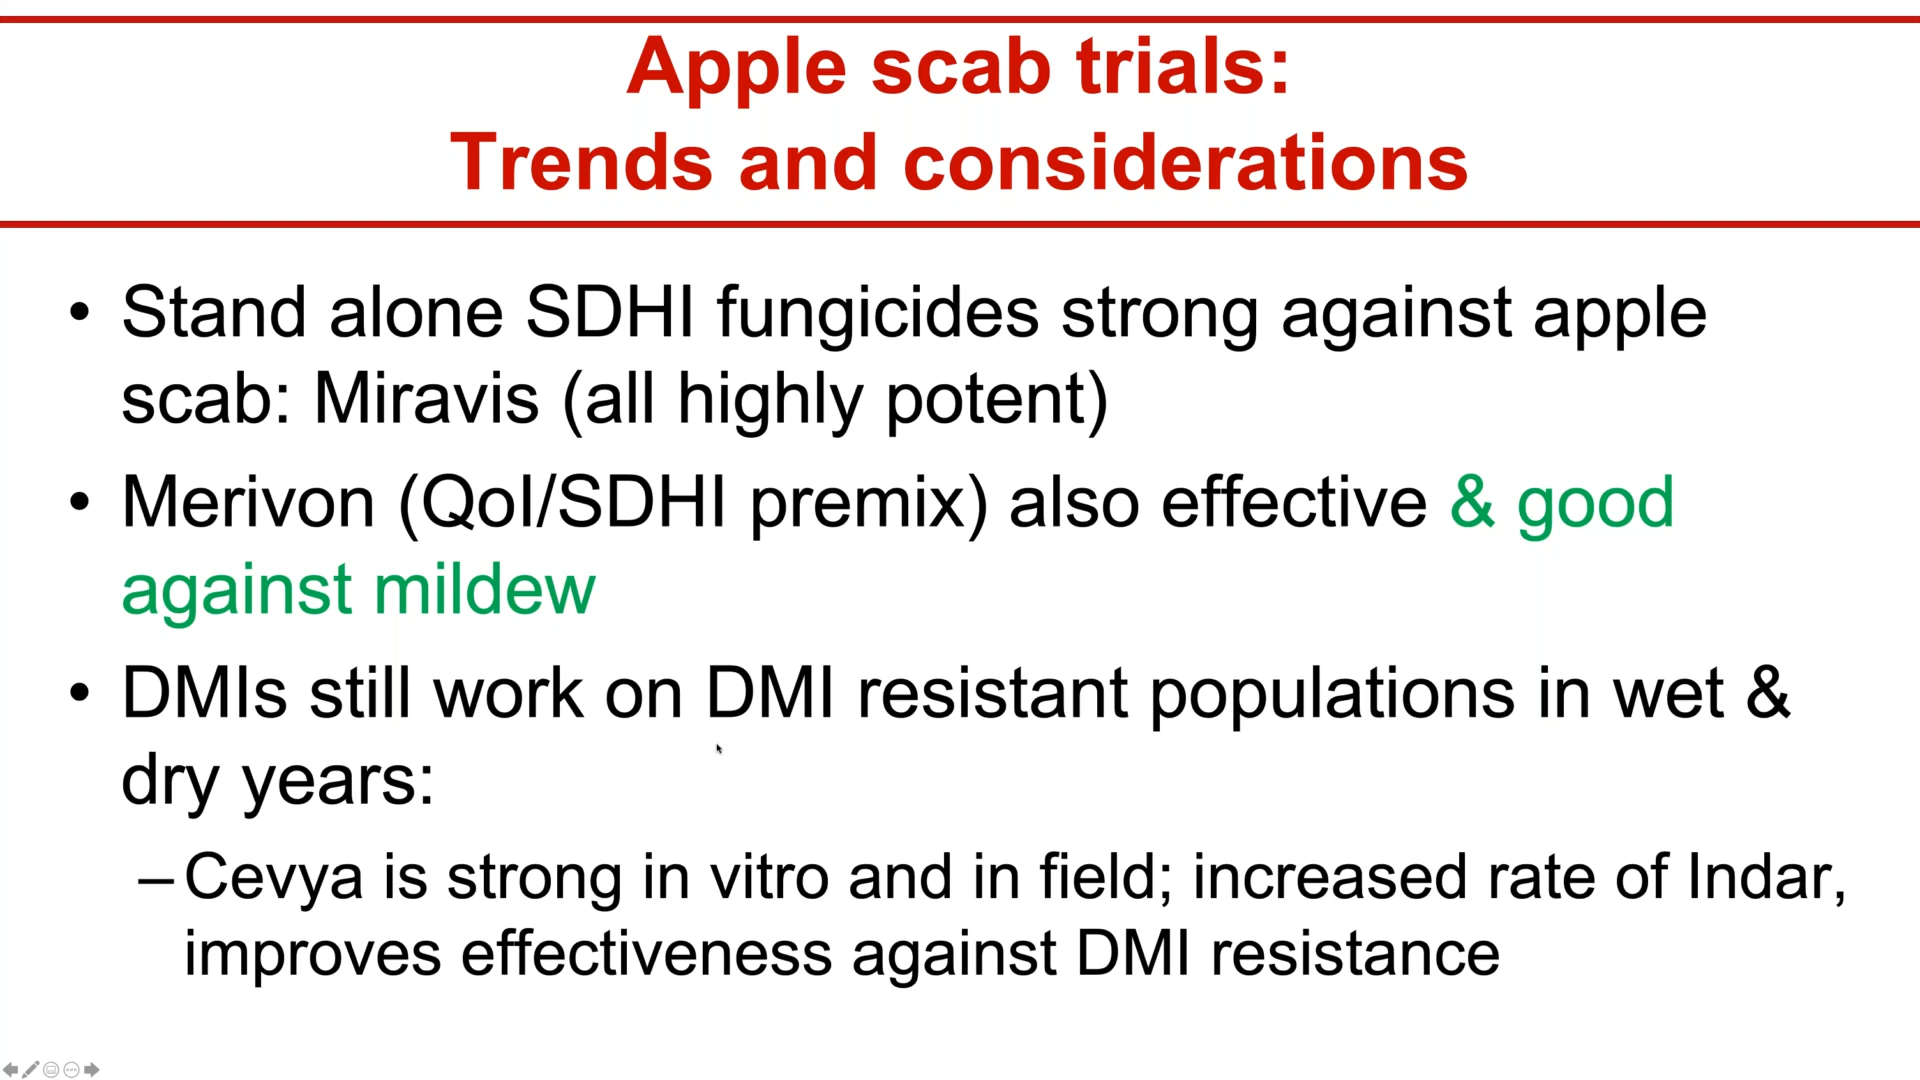 Apple scab trials:
Trends and considerations
• Stand alone SDHI fungicides strong against apple
scab: Miravis (all highly potent)
• Merivon (QoI/SDHI premix) also effective & good
against mildew
• DMIs still work on DMI resistant populations in wet &
dry years:
– Cevya is strong in vitro and in field; increased rate of Indar,
improves effectiveness against DMI resistance